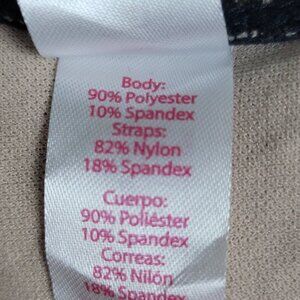 Body:
90% Polyester
10% Spandex
Straps:
82% Nylon
18% Spandex
Cuerpo:
90% Poliéster
10% Spandex
Correas:
82% Nilón
18% Spandex